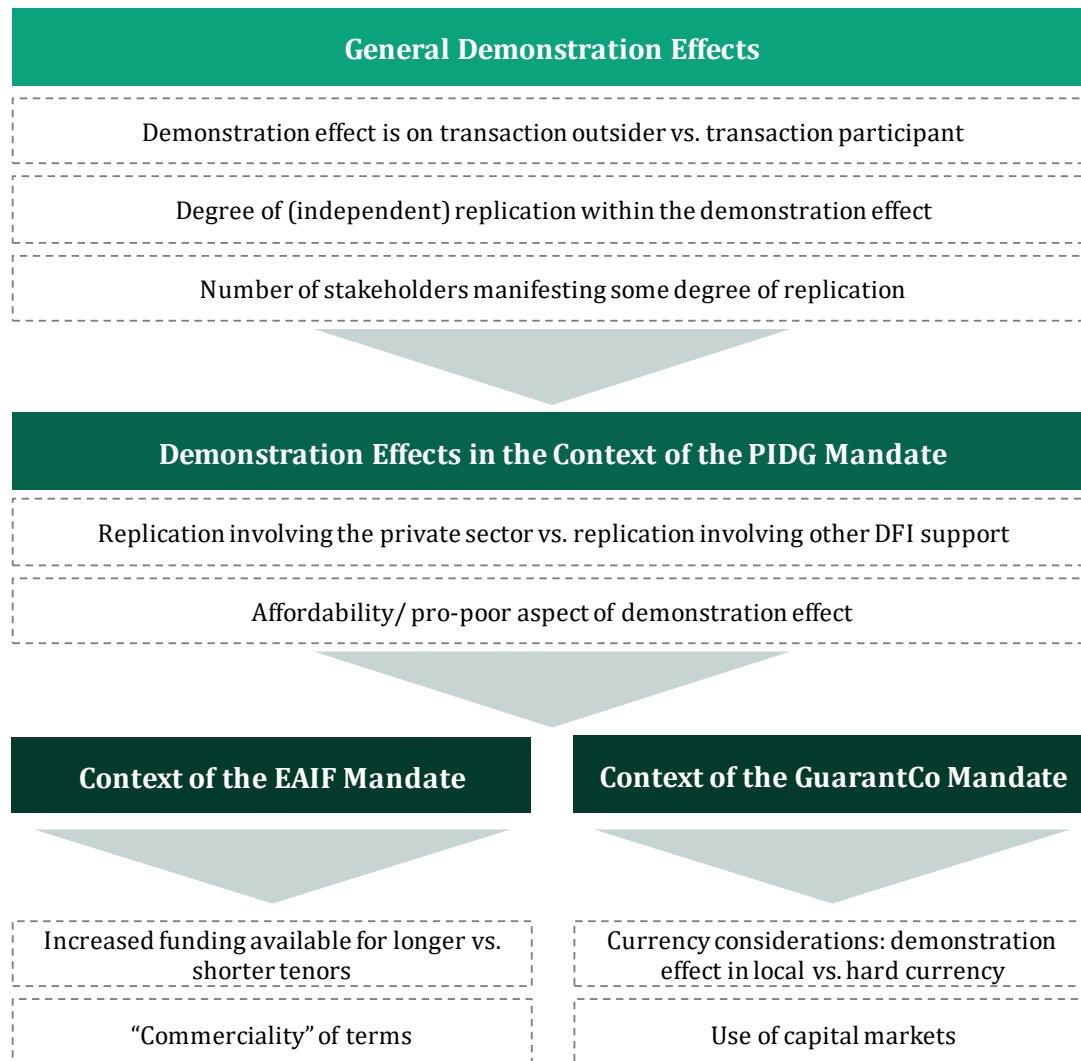 General Demonstration Effects
Demonstration effect is on transaction outsider vs. transaction participant
Degree of (independent) replication within the demonstration effect
Number of stakeholders manifesting some degree of replication
Demonstration Effects in the Context of the PIDG Mandate
Replication involving the private sector vs. replication involving other DFI support
Affordability/ pro-poor aspect of demonstration effect
Context of the EAIF Mandate
Increased funding available for longer vs.
shorter tenors
“Commerciality” of terms
Context of the GuarantCo Mandate
Currency considerations: demonstration
effect in local vs. hard currency
Use of capital markets